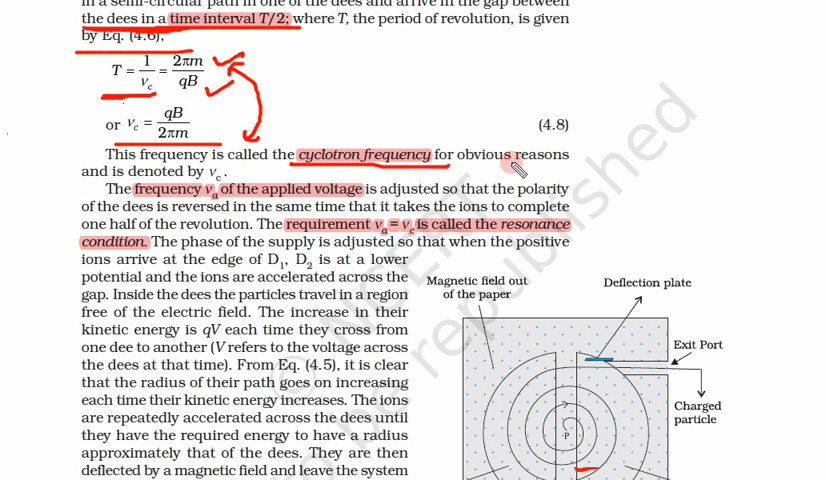 in a semi-circular path in one of the dees and arrive in the gap between
the dees in a time interval T/2; where T, the period of revolution, is given
by Eq. (4.6),
T = 1/νc = 2πm/qB
or νc = qB/2πm (4.8)
This frequency is called the cyclotron frequency for obvious reasons
and is denoted by νc .
The frequency νa of the applied voltage is adjusted so that the polarity
of the dees is reversed in the same time that it takes the ions to complete
one half of the revolution. The requirement νa = νc is called the resonance
condition. The phase of the supply is adjusted so that when the positive
ions arrive at the edge of D1, D2 is at a lower
potential and the ions are accelerated across the
gap. Inside the dees the particles travel in a region
free of the electric field. The increase in their
kinetic energy is qV each time they cross from
one dee to another (V refers to the voltage across
the dees at that time). From Eq. (4.5), it is clear
that the radius of their path goes on increasing
each time their kinetic energy increases. The ions
are repeatedly accelerated across the dees until
they have the required energy to have a radius
approximately that of the dees. They are then
deflected by a magnetic field and leave the system
Magnetic field out
of the paper
Deflection plate
Exit Port
Charged
particle
P
© NCERT
to be republished